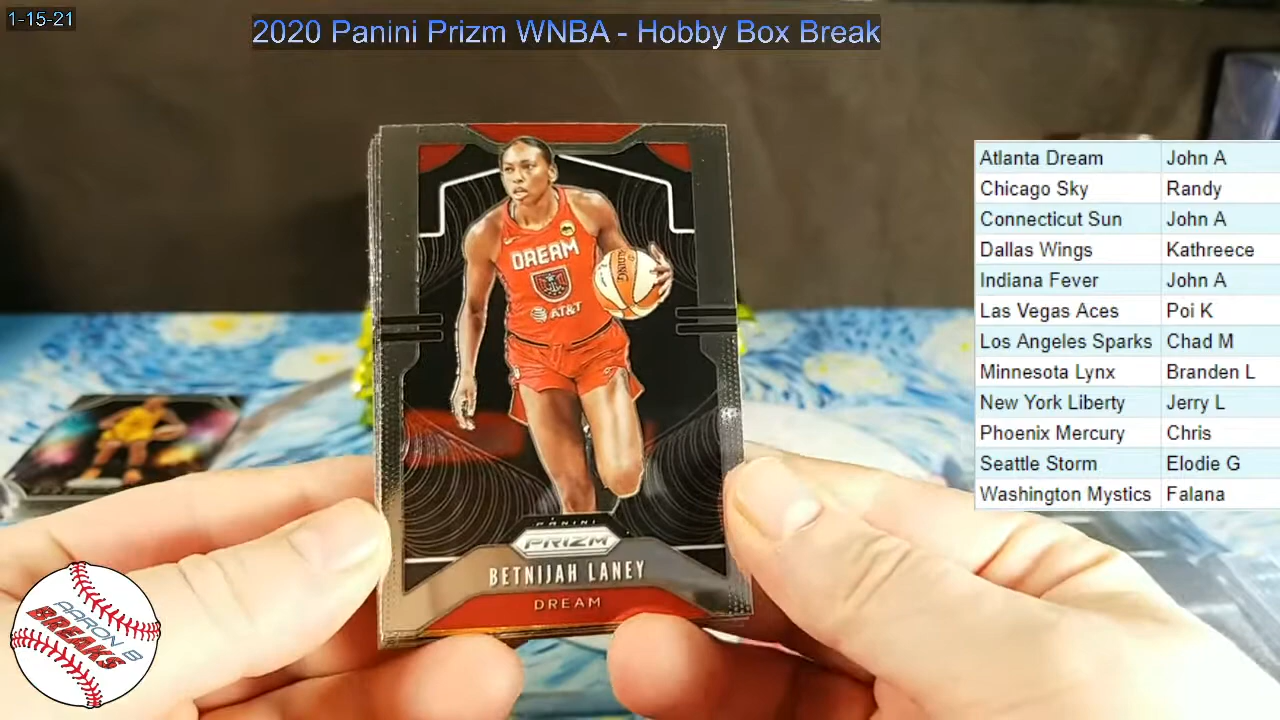 1-15-21
2020 Panini Prizm WNBA - Hobby Box Break
DREAM
AT&T
PANINI
PRIZM
BETNIJAH LANEY
DREAM
Atlanta Dream John A
Chicago Sky Randy
Connecticut Sun John A
Dallas Wings Kathreece
Indiana Fever John A
Las Vegas Aces Poi K
Los Angeles Sparks Chad M
Minnesota Lynx Branden L
New York Liberty Jerry L
Phoenix Mercury Chris
Seattle Storm Elodie G
Washington Mystics Falana
AARON B
BREAKS